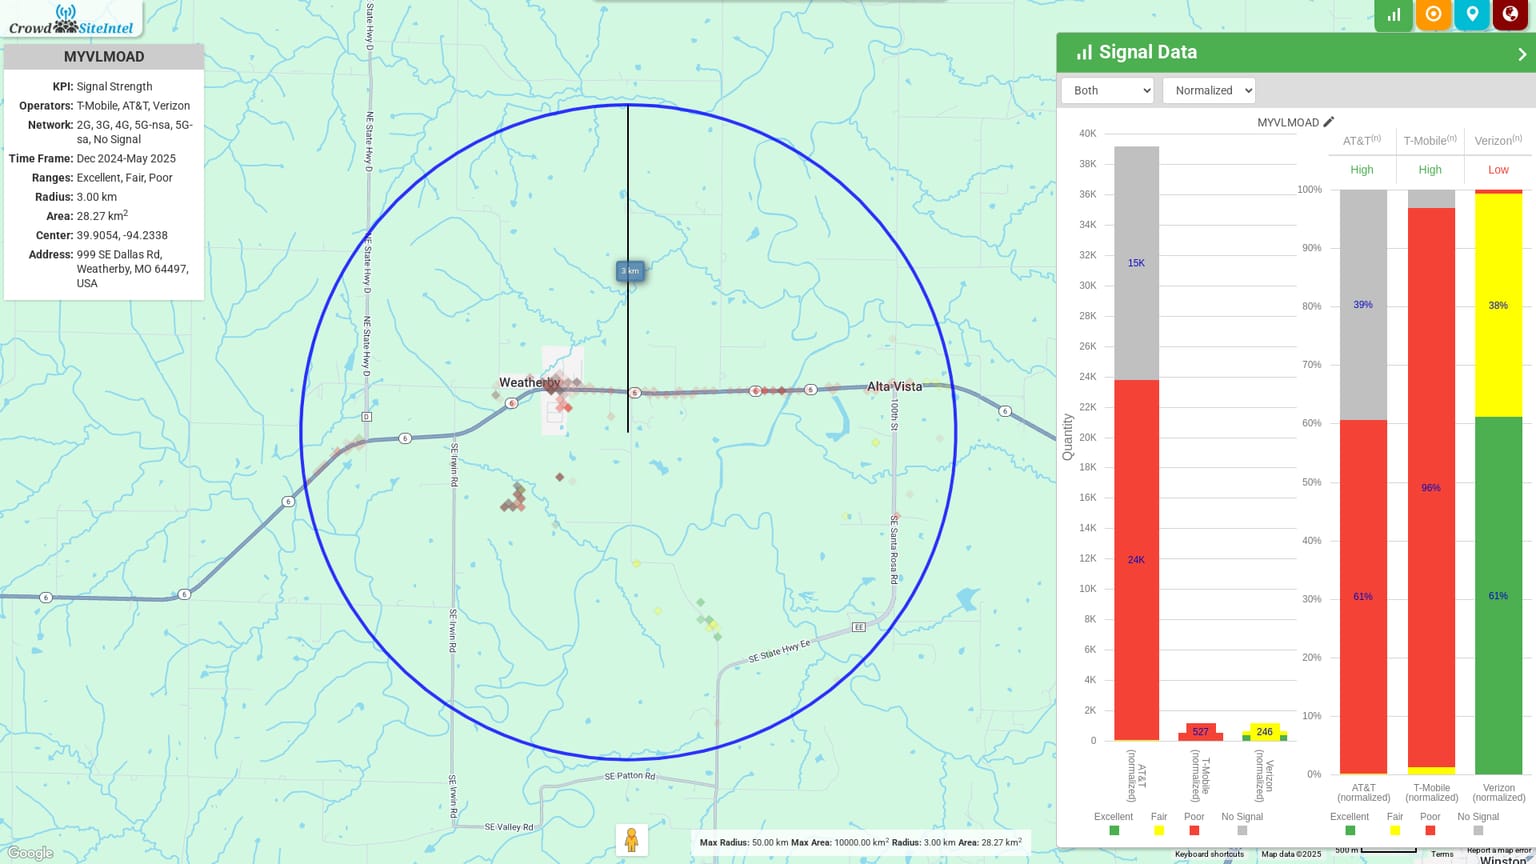 Crowd SiteIntel
MYVLMOAD
KPI: Signal Strength
Operators: T-Mobile, AT&T, Verizon
Network: 2G, 3G, 4G, 5G-nsa, 5G-
sa, No Signal
Time Frame: Dec 2024-May 2025
Ranges: Excellent, Fair, Poor
Radius: 3.00 km
Area: 28.27 km²
Center: 39.9054, -94.2338
Address: 999 SE Dallas Rd,
Weatherby, MO 64497,
USA
State Hwy D
NE State Hwy D
NE State Hwy D
NE State Hwy D
3 km
Weatherby
Alta Vista
D
6
6
6
6
6
6
6
6
6
100th St
SE Irwin Rd
SE Irwin Rd
SE Irwin Rd
SE Santa Rosa Rd
EE
SE State Hwy Ee
SE Patton Rd
SE Valley Rd
Google
Max Radius: 50.00 km Max Area: 10000.00 km² Radius: 3.00 km Area: 28.27 km²
Signal Data
Both
Normalized
MYVLMOAD
Quantity
40K
38K
36K
34K
32K
30K
28K
26K
24K
22K
20K
18K
16K
14K
12K
10K
8K
6K
4K
2K
0
15K
24K
527
246
AT&T
(normalized)
T-Mobile
(normalized)
Verizon
(normalized)
Excellent
Fair
Poor
No Signal
AT&T(n)
T-Mobile(n)
Verizon(n)
High
High
Low
100%
90%
80%
70%
60%
50%
40%
30%
20%
10%
0%
39%
61%
96%
38%
61%
AT&T
(normalized)
T-Mobile
(normalized)
Verizon
(normalized)
Excellent
Fair
Poor
No Signal
Keyboard shortcuts
Map data ©2025
500 m
Terms
Report a map error
Winston